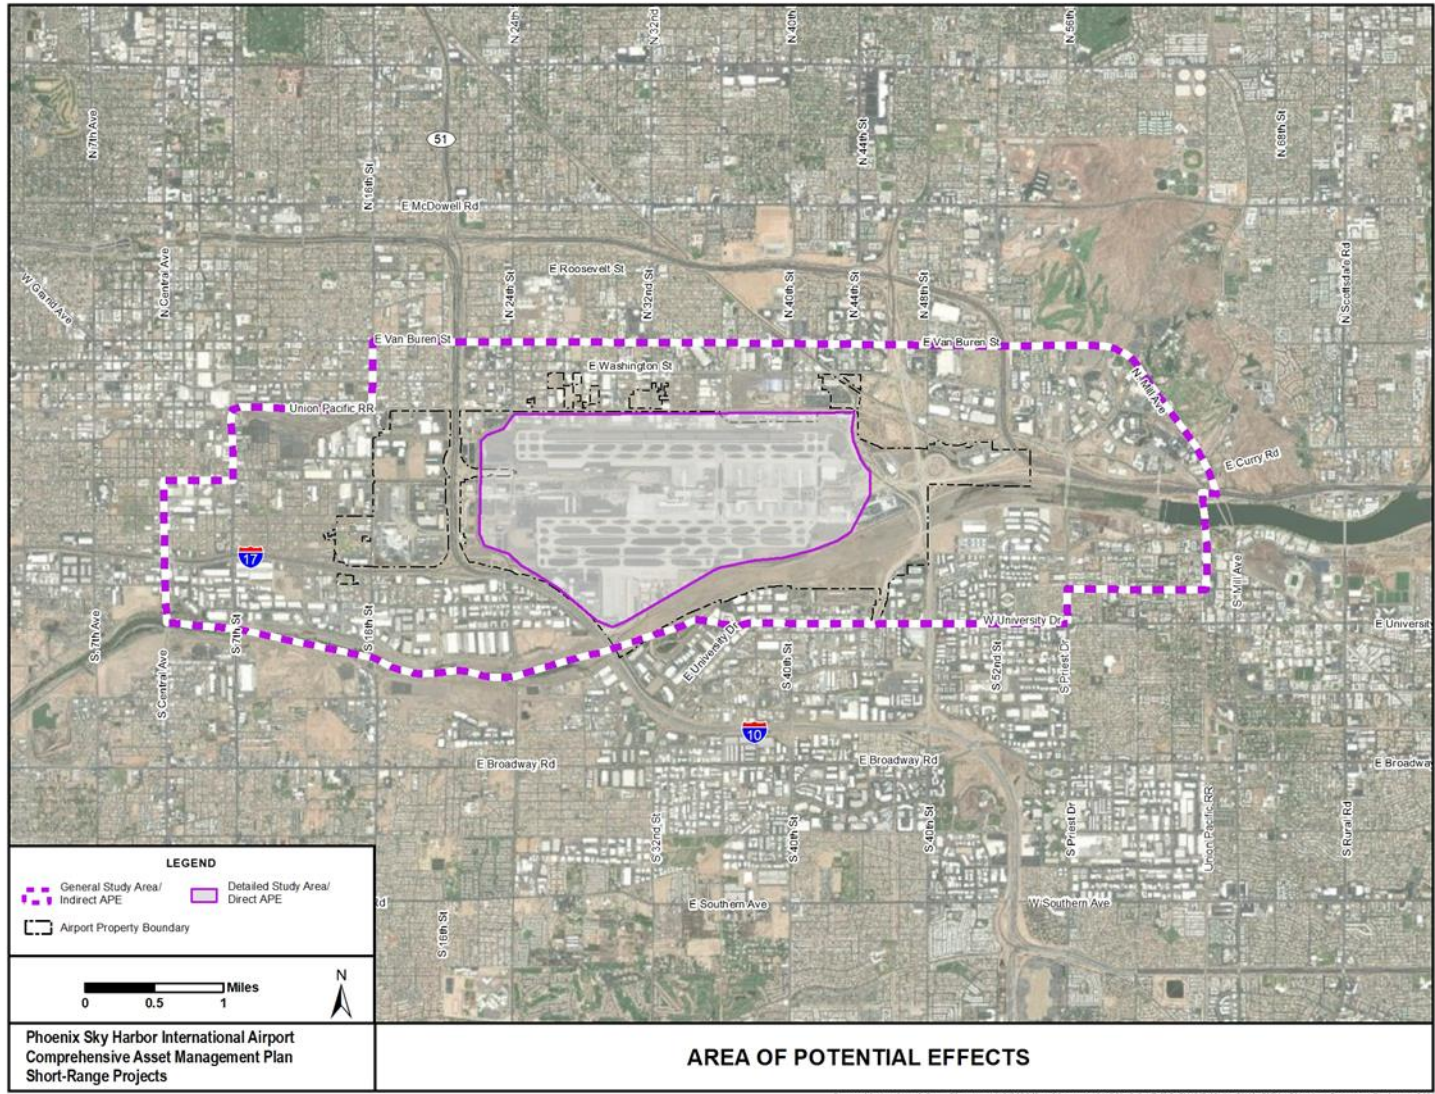 N 24th
N 32nd
N 40th
N 56th
N 7th Ave
51
N 44th St
N 68th St
N 16th St
E McDowell Rd
N Central Ave
W Grand Ave
E Roosevelt St
N 24th St
N 32nd St
N 40th St
N 44th St
N 48th St
N Scottsdale Rd
E Van Buren St
E Van Buren St
E Washington St
N Mill Ave
Union Pacific RR
E Curry Rd
17
S 7th Ave
S 7th St
S 16th St
S Mill Ave
W University Dr
E University
E University Dr
S Central Ave
S 40th St
S 52nd St
S Priest Dr
10
E Broadway Rd
E Broadway Rd
E Broadwa
S 32nd St
S 40th St
S 40th St
S Priest Dr
Union Pacific RR
S Rural Rd
Rd
S 16th St
E Southern Ave
W Southern Ave
LEGEND
General Study Area/
Indirect APE
Detailed Study Area/
Direct APE
Airport Property Boundary
N
Miles
0
0.5
1
Phoenix Sky Harbor International Airport
Comprehensive Asset Management Plan
Short-Range Projects
AREA OF POTENTIAL EFFECTS